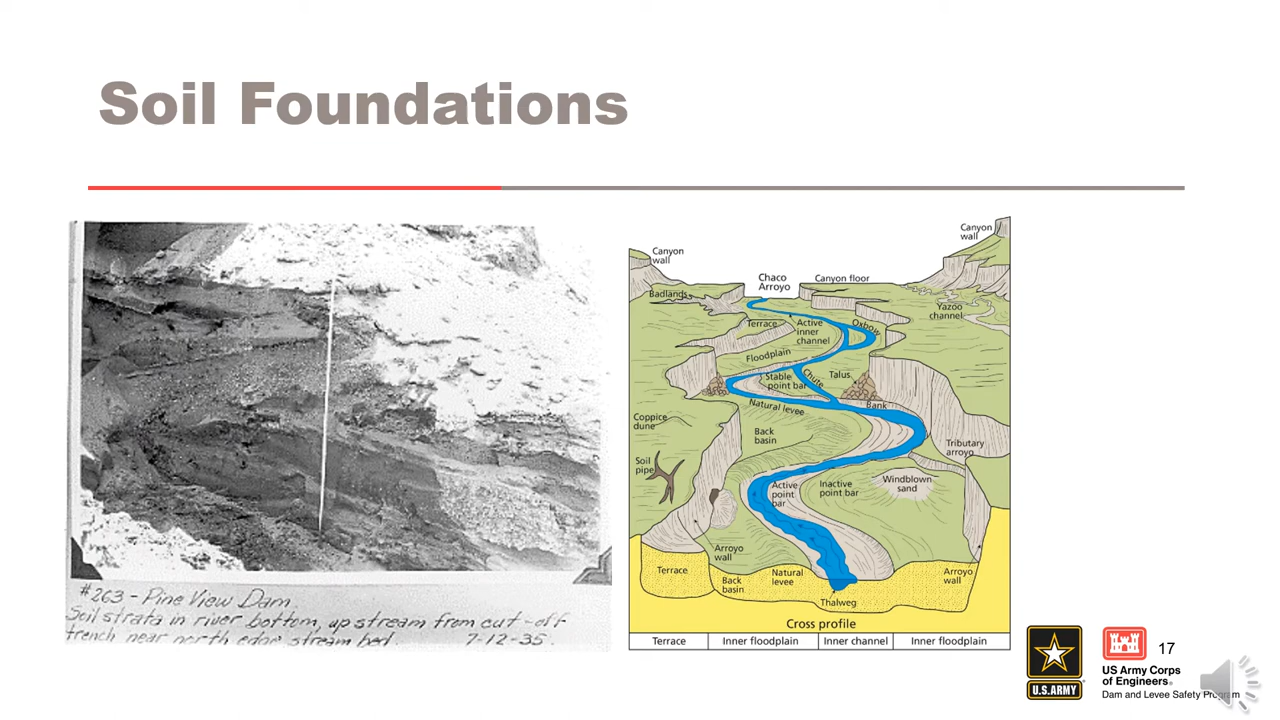 Soil Foundations
#263 - Pine View Dam.
Soil strata in river bottom, upstream from cut-off
trench near north edge stream bed. 7-12-35.
Canyon
wall
Canyon
wall
Chaco
Arroyo
Canyon floor
Badlands
Yazoo
channel
Terrace
Active
inner
channel
Oxbow
Floodplain
Stable
point bar
Chute
Talus
Natural levee
Bank
Coppice
dune
Back
basin
Tributary
arroyo
Soil
pipe
Active
point
bar
Inactive
point bar
Windblown
sand
Arroyo
wall
Terrace
Back
basin
Natural
levee
Arroyo
wall
Thalweg
Cross profile
Terrace
Inner floodplain
Inner channel
Inner floodplain
U.S.ARMY
US Army Corps
of Engineers®
Dam and Levee Safety Program
17